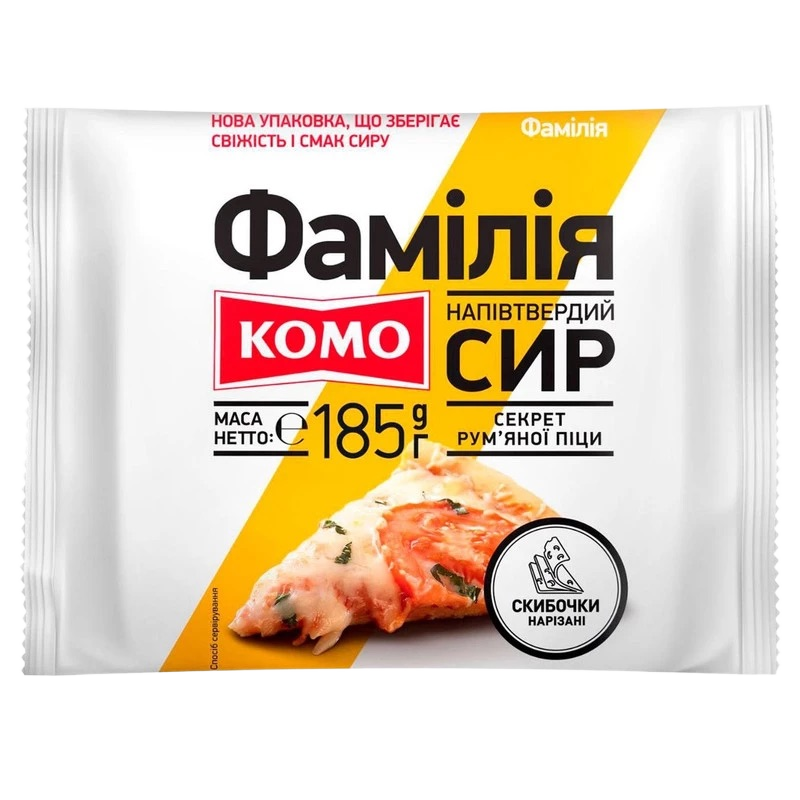 НОВА УПАКОВКА, ЩО ЗБЕРІГАЄ
СВІЖІСТЬ І СМАК СИРУ
Фамілія
Фамілія
КОМО
НАПІВТВЕРДИЙ
СИР
МАСА
НЕТТО: ℮ 185 g г
СЕКРЕТ
РУМ’ЯНОЇ ПІЦИ
СКИБОЧКИ
НАРІЗАНІ
Спосіб сервірування